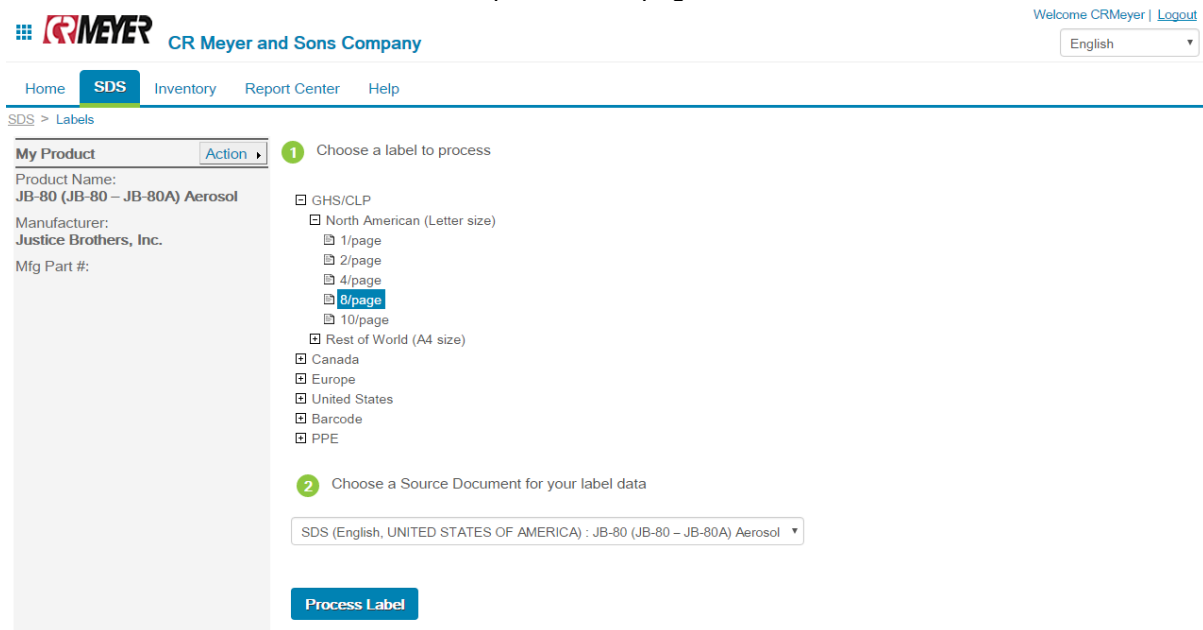 Welcome CRMeyer | Logout
CRMEYER
CR Meyer and Sons Company
English
Home SDS Inventory Report Center Help
SDS > Labels
My Product Action
Product Name:
JB-80 (JB-80 – JB-80A) Aerosol
Manufacturer:
Justice Brothers, Inc.
Mfg Part #:
1 Choose a label to process
GHS/CLP
North American (Letter size)
1/page
2/page
4/page
8/page
10/page
Rest of World (A4 size)
Canada
Europe
United States
Barcode
PPE
2 Choose a Source Document for your label data
SDS (English, UNITED STATES OF AMERICA) : JB-80 (JB-80 – JB-80A) Aerosol
Process Label